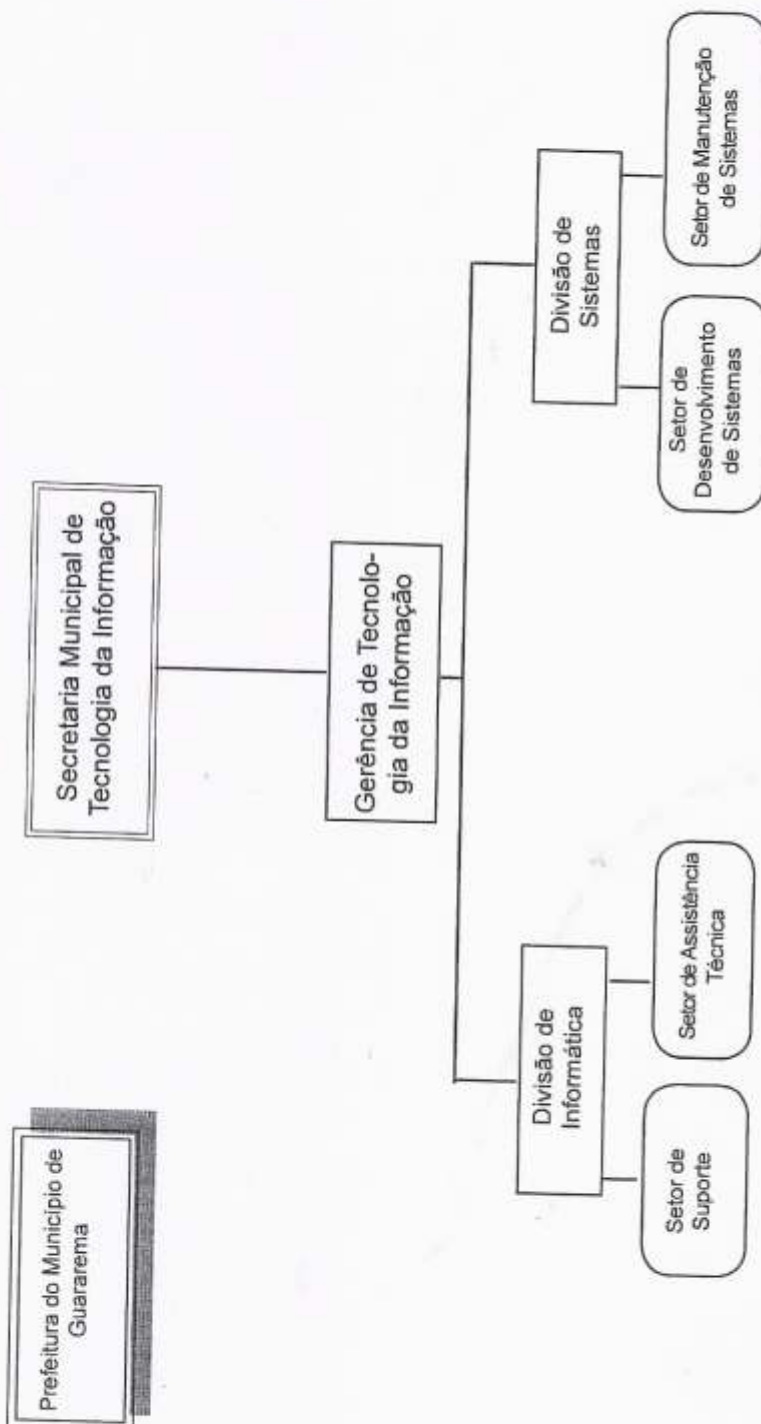 Prefeitura do Município de
Guararema
Secretaria Municipal de
Tecnologia da Informação
Gerência de Tecnolo-
gia da Informação
Divisão de
Informática
Divisão de
Sistemas
Setor de
Suporte
Setor de Assistência
Técnica
Setor de
Desenvolvimento
de Sistemas
Setor de Manutenção
de Sistemas